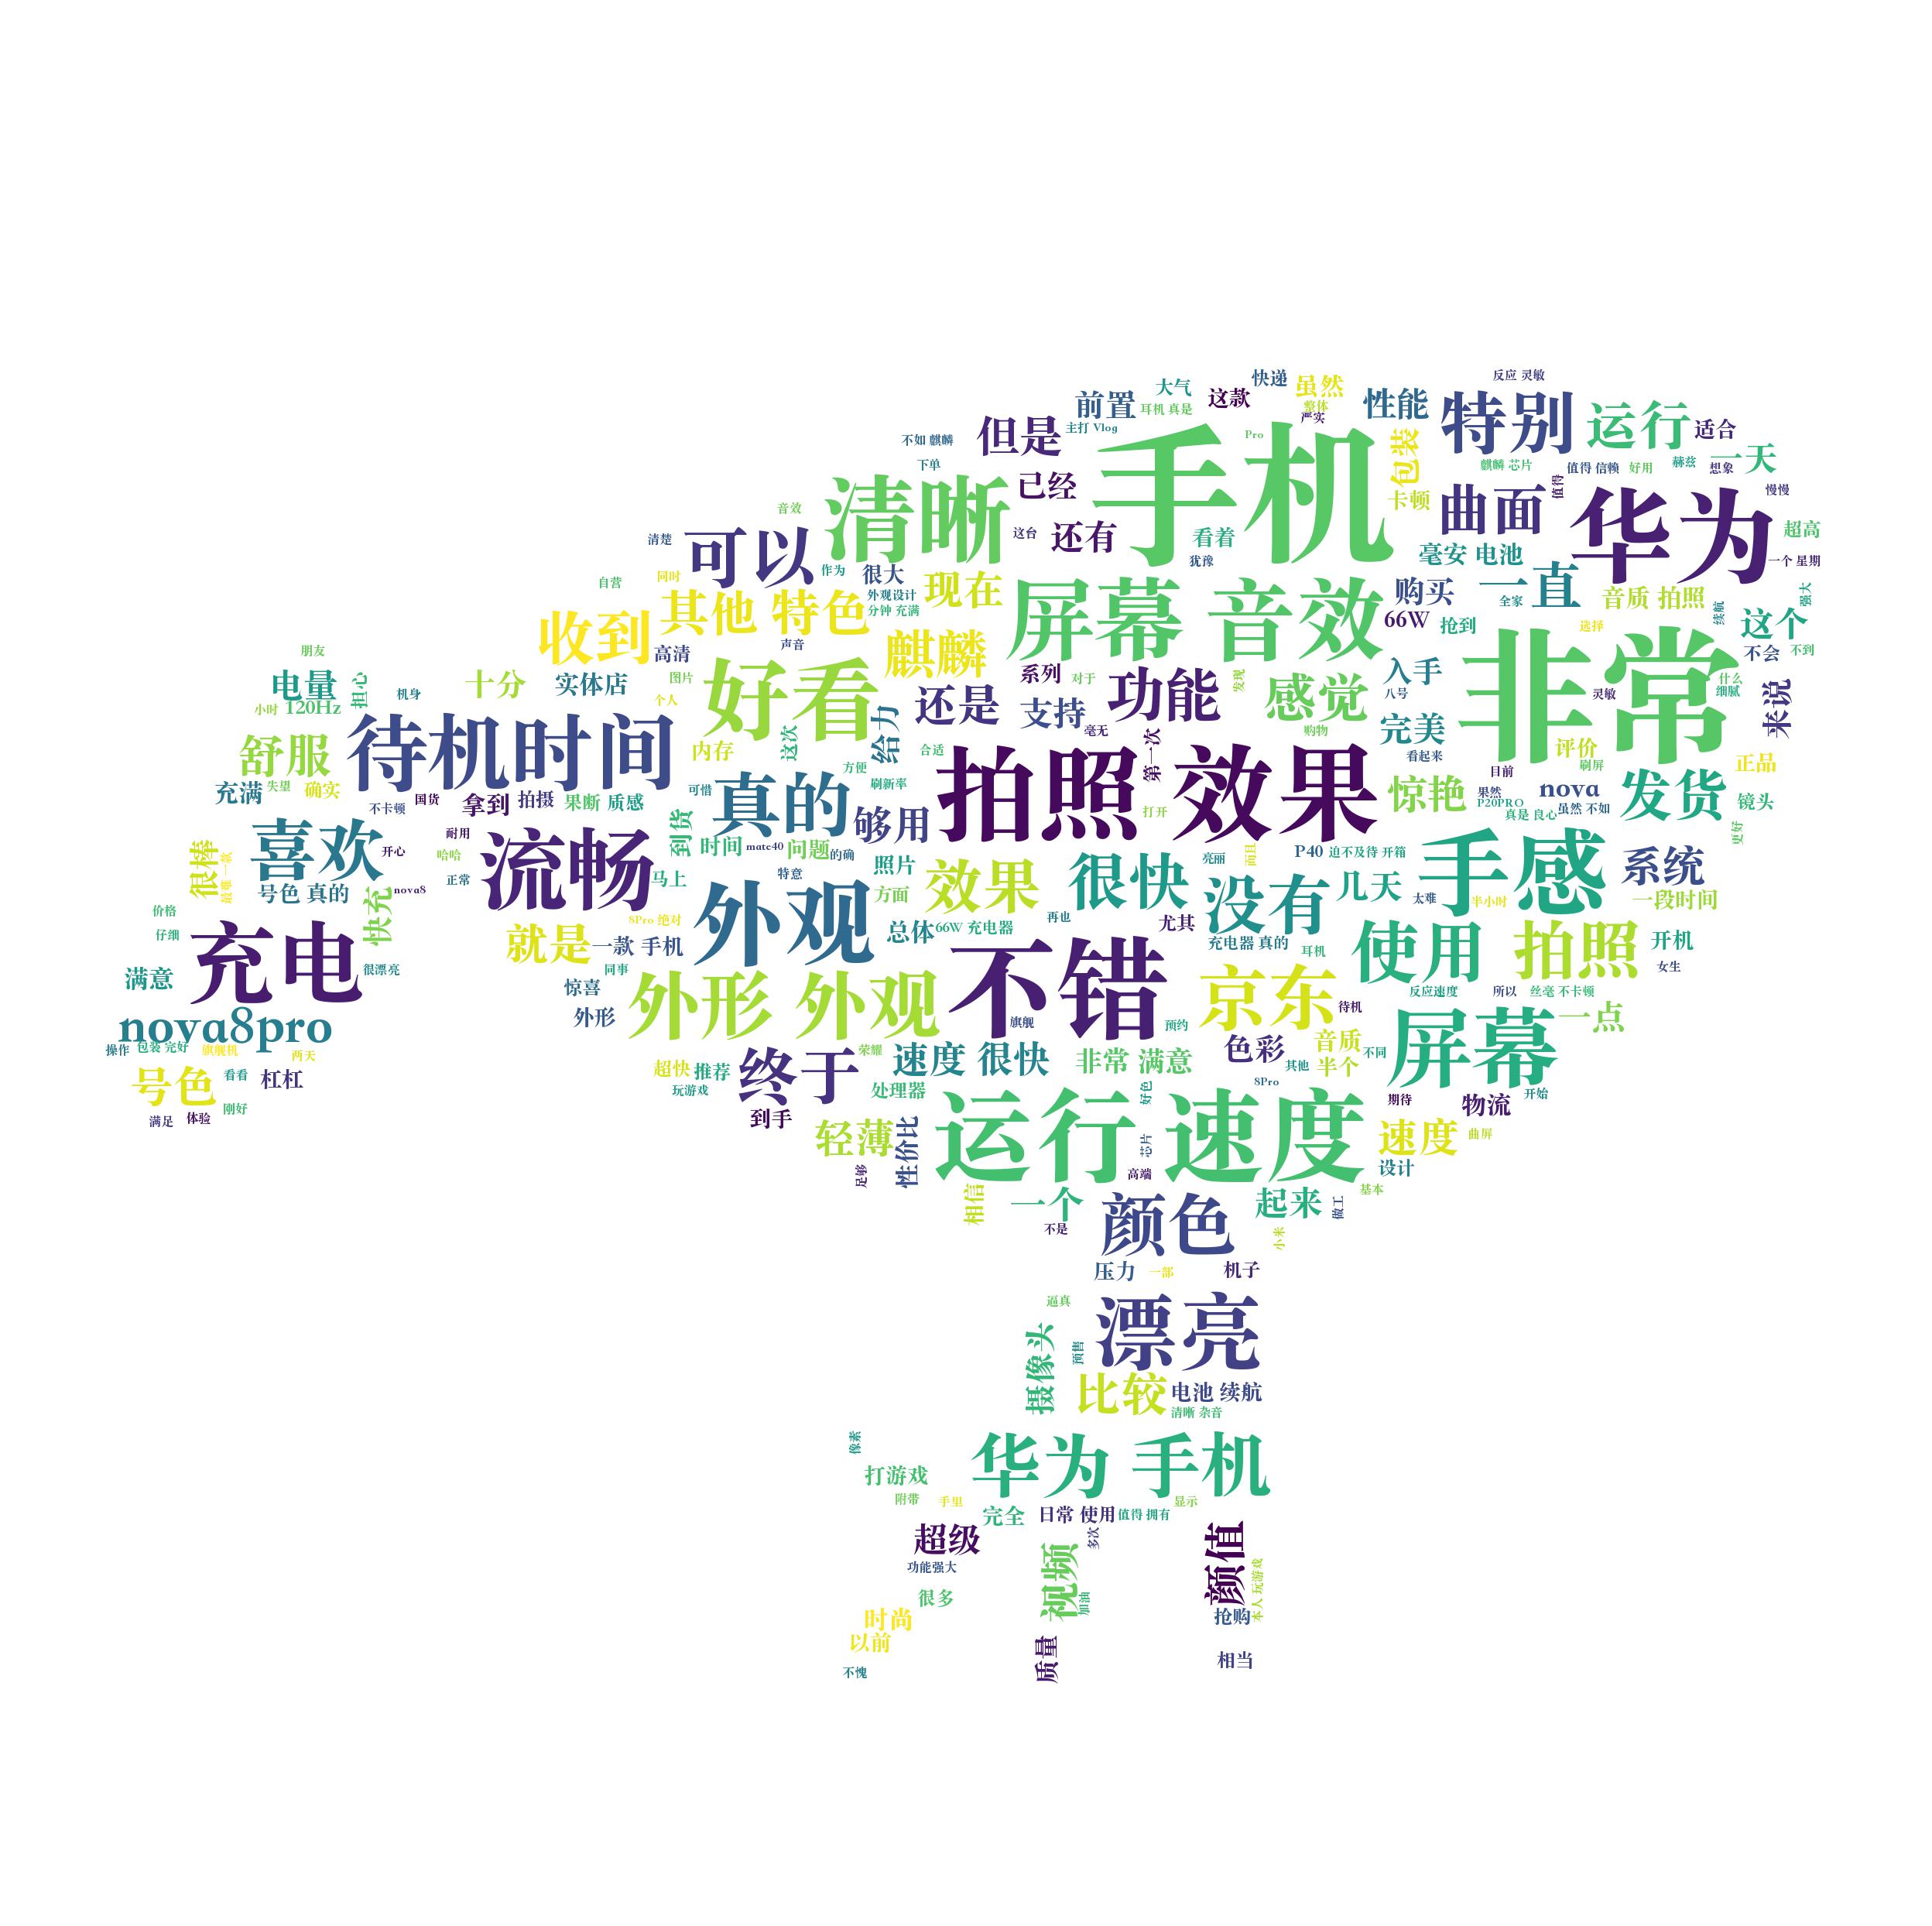 反应 灵敏
快递
虽然
大气
前置
这款
性能
特别
运行
适合
整体
耳机 真是
严实
主打 Vlog
但是
不如 麒麟
Pro
手机
包装
一天
下单
清晰
已经
麒麟 芯片
值得 信赖
好用
赫兹
想象
值得
慢慢
卡顿
曲面
华为
音效
这台
还有
看着
超高
清楚
可以
作为
很大
犹豫
毫安 电池
一个 星期
自营
同时
现在
屏幕 音效
购买
一直
音质 拍照
强大
其他 特色
外观设计
分钟 充满
66W
全家
续航
收到
抢到
选择
这个
声音
麒麟
非常
朋友
高清
不会
不到
电量
担心
十分
实体店
图片
好看
系列
对于
发现
功能
感觉
入手
什么
细腻
小时
120Hz
机身
个人
还是
支持
八号
灵敏
来说
待机时间
给力
毫无
购物
完美
舒服
内存
这次
合适
第一次
看起来
评价
刷屏
正品
充满
失望
确实
方便
拍照 效果
目前
不卡顿
国货
拿到
拍摄
果断
质感
可惜
真的
刷新率
惊艳
果然
nova
发货
镜头
够用
打开
P20PRO
真是 良心
虽然 不如
更好
喜欢
耐用
流畅
到货
时间
mate40
问题
的确
手感
很棒
最难 一款
开心
哈哈
照片
效果
很快
亮丽
而且
P40
迫不及待 开箱
系统
号色 真的
nova8
正常
马上
特意
方面
没有
几天
太难
半小时
一段时间
快充
外观
价格
8Pro 绝对
再也
尤其
仔细
充电
就是
一款 手机
总体
66W 充电器
充电器 真的
耳机
使用
拍照
开机
满意
很漂亮
同事
不错
女生
惊喜
外形 外观
京东
反应速度
所以
丝毫 不卡顿
nova8pro
外形
旗舰
预约
待机
屏幕
一点
操作
包装 完好
旗舰机
两天
终于
荣耀
速度 很快
非常 满意
色彩
音质
不同
号色
看看
杠杠
超快
推荐
其他
半个
玩游戏
处理器
好色
8Pro
刚好
满足
体验
到手
运行 速度
期待
物流
开始
轻薄
性价比
芯片
速度
曲屏
足够
高端
设计
相信
一个
起来
做工
基本
不是
颜色
小米
压力
一部
机子
逼真
漂亮
摄像头
预售
比较
电池 续航
清晰 杂音
像素
华为 手机
打游戏
附带
手里
显示
完全
日常 使用
值得 拥有
超级
多次
颜值
功能强大
视频
本人 玩游戏
很多
加油
时尚
抢购
以前
质量
相当
不愧